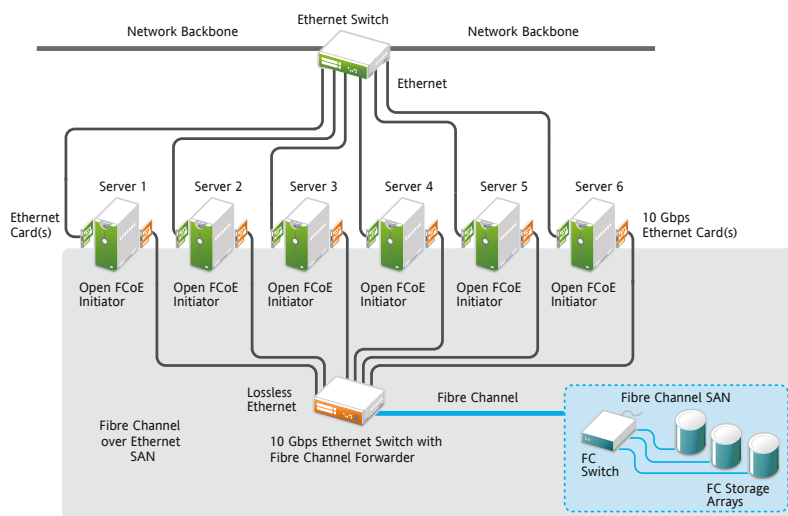 Ethernet Switch
Network Backbone
Network Backbone
Ethernet
Server 1
Server 2
Server 3
Server 4
Server 5
Server 6
Ethernet
Card(s)
10 Gbps
Ethernet Card(s)
Open FCoE
Initiator
Open FCoE
Initiator
Open FCoE
Initiator
Open FCoE
Initiator
Open FCoE
Initiator
Open FCoE
Initiator
Lossless
Ethernet
Fibre Channel
Fibre Channel SAN
Fibre Channel
over Ethernet
SAN
10 Gbps Ethernet Switch with
Fibre Channel Forwarder
FC
Switch
FC Storage
Arrays